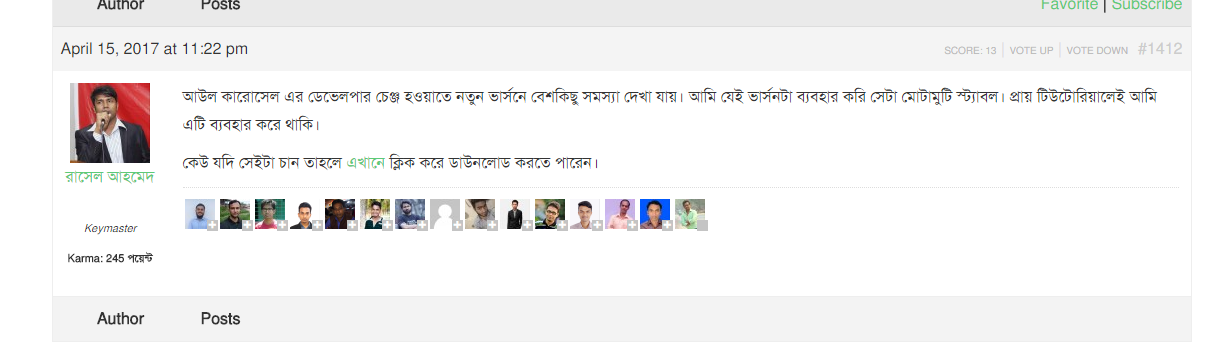 Author Posts Favorite | Subscribe
April 15, 2017 at 11:22 pm SCORE: 13 | VOTE UP | VOTE DOWN #1412
আউল কারোসেল এর ডেভেলপার চেঞ্জ হওয়াতে নতুন ভার্সনে বেশকিছু সমস্যা দেখা যায়। আমি যেই ভার্সনটা ব্যবহার করি সেটা মোটামুটি স্ট্যাবল। প্রায় টিউটোরিয়ালেই আমি
এটি ব্যবহার করে থাকি।
কেউ যদি সেইটা চান তাহলে এখানে ক্লিক করে ডাউনলোড করতে পারেন।
রাসেল আহমেদ
Keymaster
Karma: 245 পয়েন্ট
Author Posts